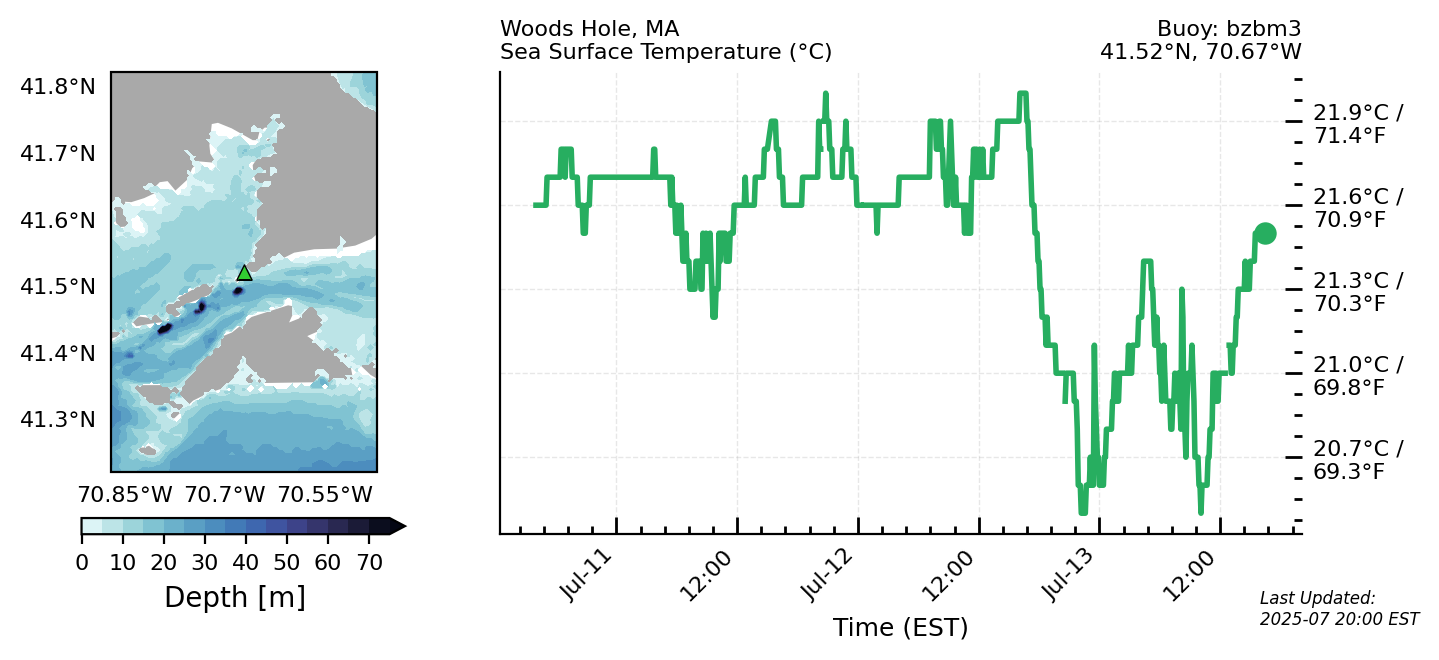 Woods Hole, MA
Sea Surface Temperature (°C)
Buoy: bzbm3
41.52°N, 70.67°W
41.8°N
41.7°N
41.6°N
41.5°N
41.4°N
41.3°N
70.85°W 70.7°W 70.55°W
0 10 20 30 40 50 60 70
Depth [m]
21.9°C /
71.4°F
21.6°C /
70.9°F
21.3°C /
70.3°F
21.0°C /
69.8°F
20.7°C /
69.3°F
Jul-11 12:00 Jul-12 12:00 Jul-13 12:00
Time (EST)
Last Updated:
2025-07 20:00 EST